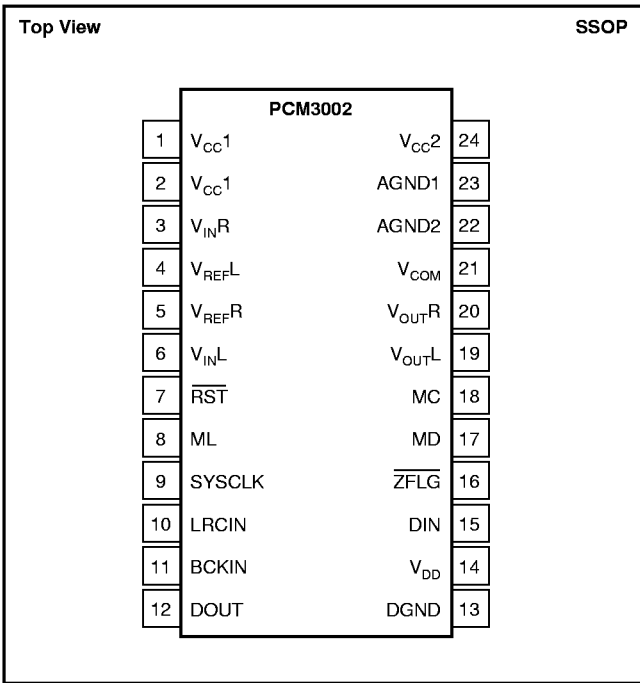 Top View SSOP
PCM3002
1 VCC1 VCC2 24
2 VCC1 AGND1 23
3 VINR AGND2 22
4 VREFL VCOM 21
5 VREFR VOUTR 20
6 VINL VOUTL 19
7 R̅S̅T̅ MC 18
8 ML MD 17
9 SYSCLK Z̅F̅L̅G̅ 16
10 LRCIN DIN 15
11 BCKIN VDD 14
12 DOUT DGND 13